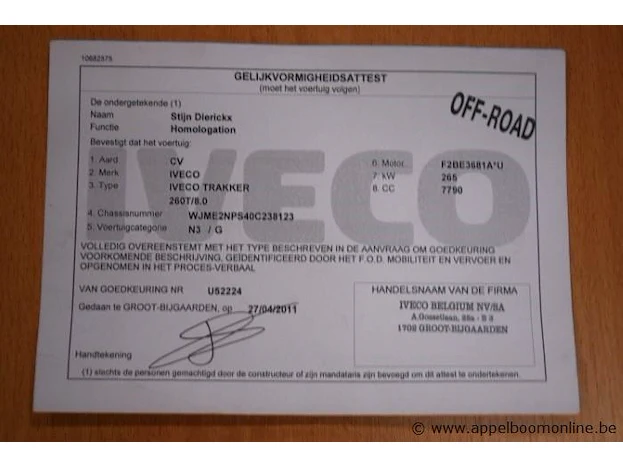 10682875
GELIJKVORMIGHEIDSATTEST
(moet het voertuig volgen)
OFF-ROAD
De ondergetekende (1)
Naam Stijn Dierickx
Functie Homologation
Bevestigt dat het voertuig:
IVECO
1. Aard CV
2. Merk IVECO
3. Type IVECO TRAKKER
260T/8.0
4. Chassisnummer WJME2NPS40C238123
5. Voertuigcategorie N3 / G
6. Motor F2BE3681A*U
7. kW 265
8. CC 7790
VOLLEDIG OVEREENSTEMT MET HET TYPE BESCHREVEN IN DE AANVRAAG OM GOEDKEURING
VOORKOMENDE BESCHRIJVING, GEÏDENTIFICEERD DOOR HET F.O.D. MOBILITEIT EN VERVOER EN
OPGENOMEN IN HET PROCES-VERBAAL
VAN GOEDKEURING NR U52224
Gedaan te GROOT-BIJGAARDEN, op 27/04/2011
Handtekening
HANDELSNAAM VAN DE FIRMA
IVECO BELGIUM NV/SA
A.Gossetlaan, 28a - B 3
1702 GROOT-BIJGAARDEN
(1) slechts de personen gemachtigd door de constructeur of zijn mandataris zijn bevoegd om dit attest te ondertekenen.
© www.appelboomonline.be